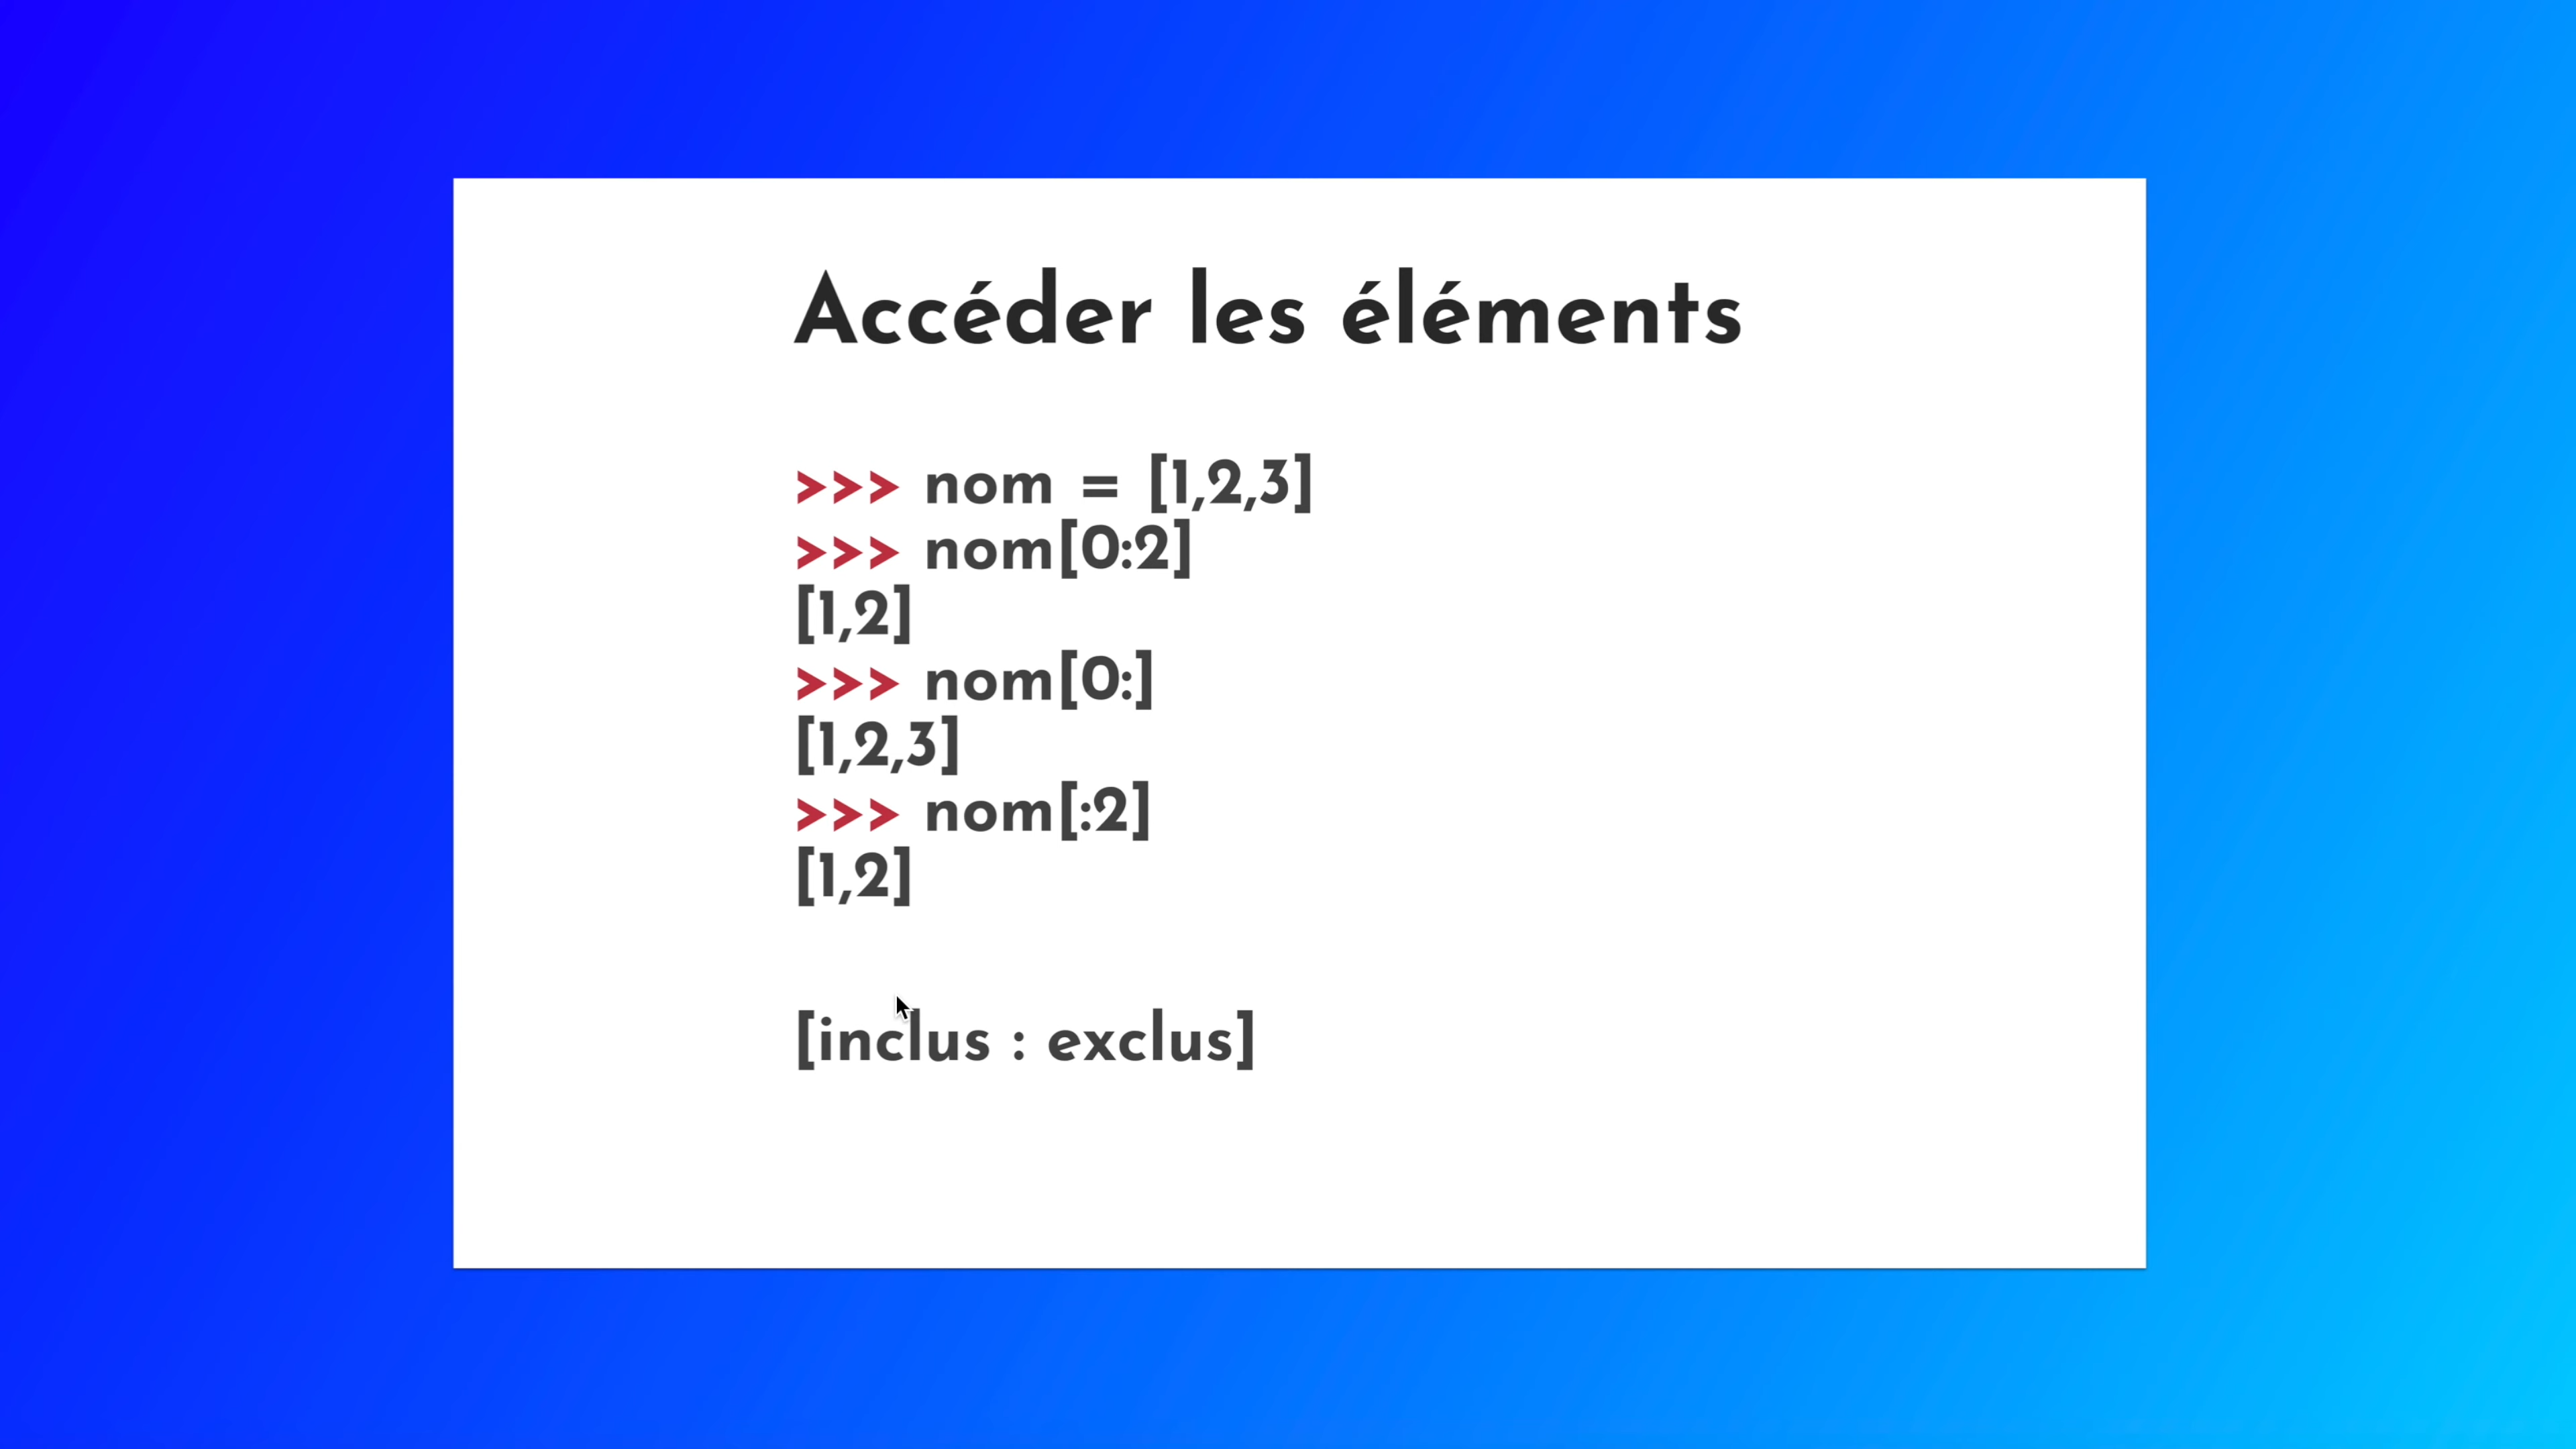 Accéder les éléments
>>> nom = [1,2,3]
>>> nom[0:2]
[1,2]
>>> nom[0:]
[1,2,3]
>>> nom[:2]
[1,2]
[inclus : exclus]